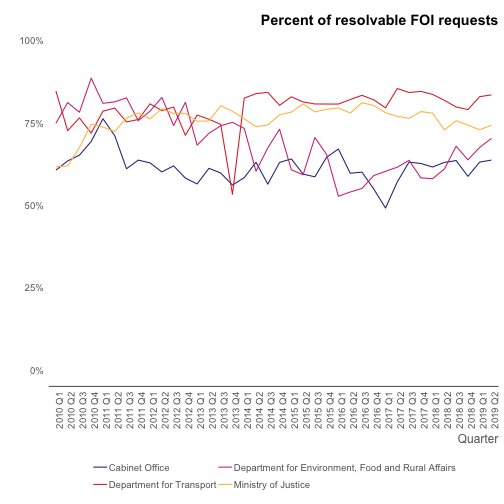 Percent of resolvable FOI requests
100%
75%
50%
25%
0%
2010 Q1
2010 Q2
2010 Q3
2010 Q4
2011 Q1
2011 Q2
2011 Q3
2011 Q4
2012 Q1
2012 Q2
2012 Q3
2012 Q4
2013 Q1
2013 Q2
2013 Q3
2013 Q4
2014 Q1
2014 Q2
2014 Q3
2014 Q4
2015 Q1
2015 Q2
2015 Q3
2015 Q4
2016 Q1
2016 Q2
2016 Q3
2016 Q4
2017 Q1
2017 Q2
2017 Q3
2017 Q4
2018 Q1
2018 Q2
2018 Q3
2018 Q4
2019 Q1
2019 Q2
Quarter
Cabinet Office
Department for Environment, Food and Rural Affairs
Department for Transport
Ministry of Justice